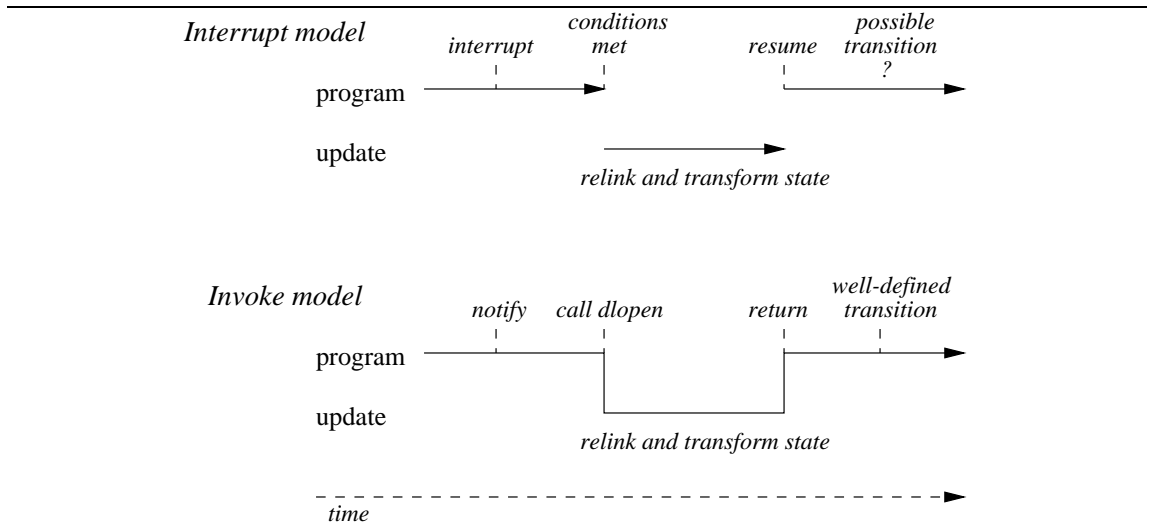 Interrupt model
interrupt
conditions
met
resume
possible
transition
?
program
update
relink and transform state
Invoke model
notify
call dlopen
return
well-defined
transition
program
update
relink and transform state
time